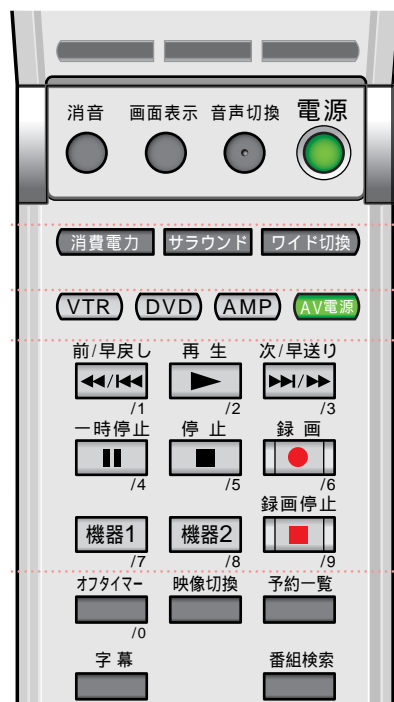 消音 画面表示 音声切換 電源
消費電力 サラウンド ワイド切換
VTR DVD AMP AV電源
前/早戻し 再生 次/早送り
/1 /2 /3
一時停止 停止 録画
/4 /5 /6
録画停止
機器1 機器2
/7 /8 /9
オフタイマー 映像切換 予約一覧
/0
字幕 番組検索